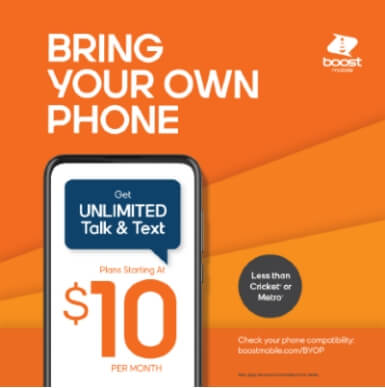 BRING
YOUR OWN
PHONE
boost
mobile
Get
UNLIMITED
Talk & Text
Plans Starting At
$10
PER MONTH
Less than
Cricket* or
Metro*
Check your phone compatibility:
boostmobile.com/BYOP